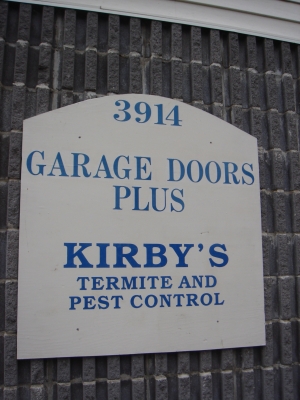 3914
GARAGE DOORS
PLUS
KIRBY'S
TERMITE AND
PEST CONTROL